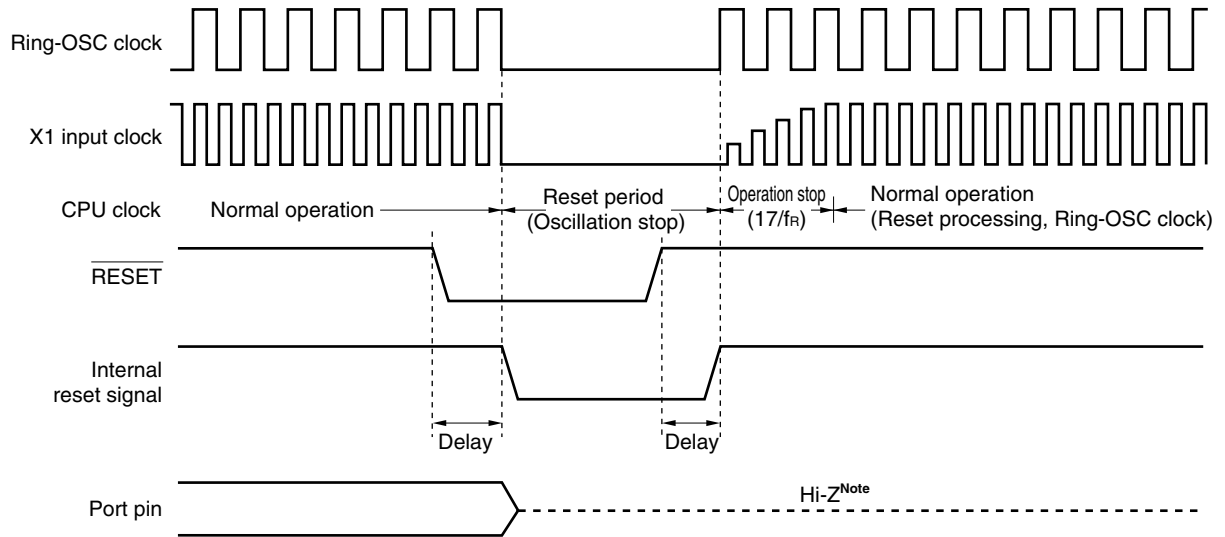 Ring-OSC clock
X1 input clock
CPU clock
Normal operation
Reset period
(Oscillation stop)
Operation stop
(17/fR)
Normal operation
(Reset processing, Ring-OSC clock)
RESET
Internal
reset signal
Delay
Delay
Port pin
Hi-ZNote